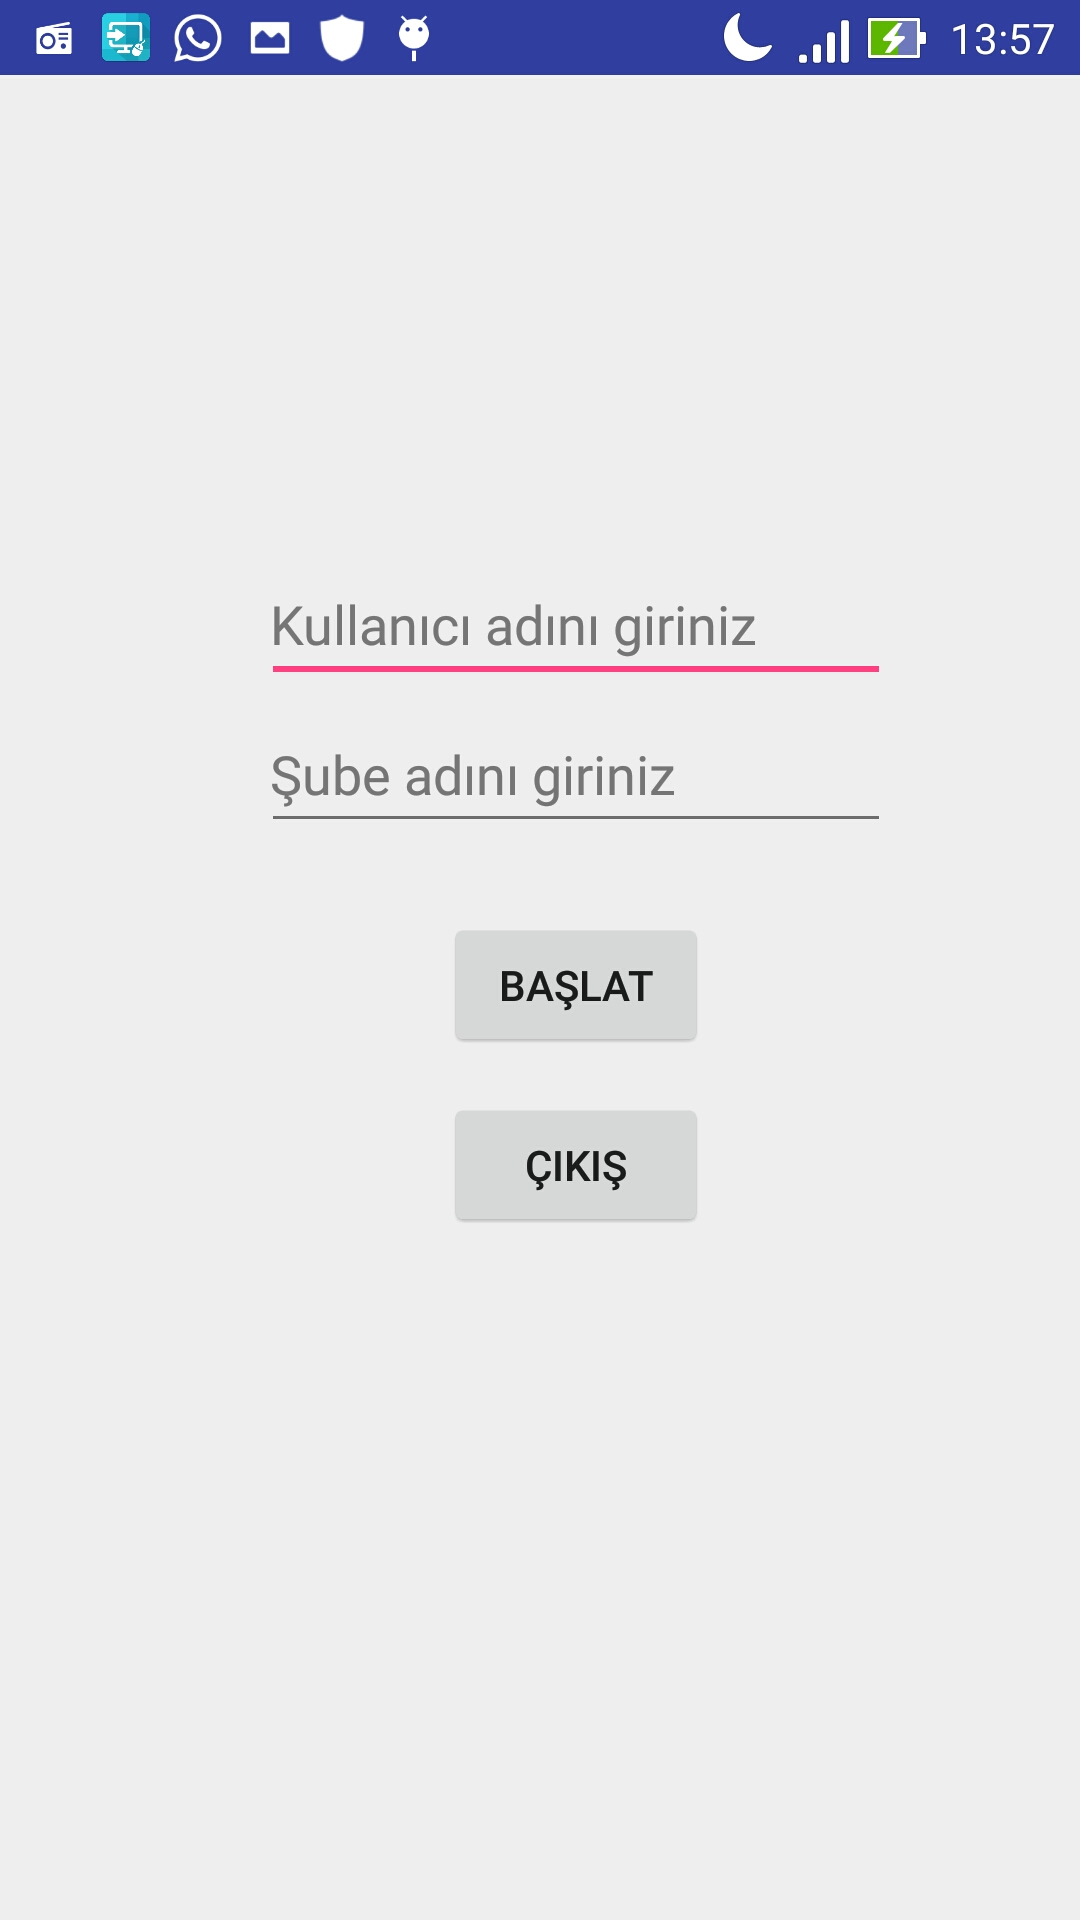 13:57
Kullanıcı adını giriniz
Şube adını giriniz
BAŞLAT
ÇIKIŞ